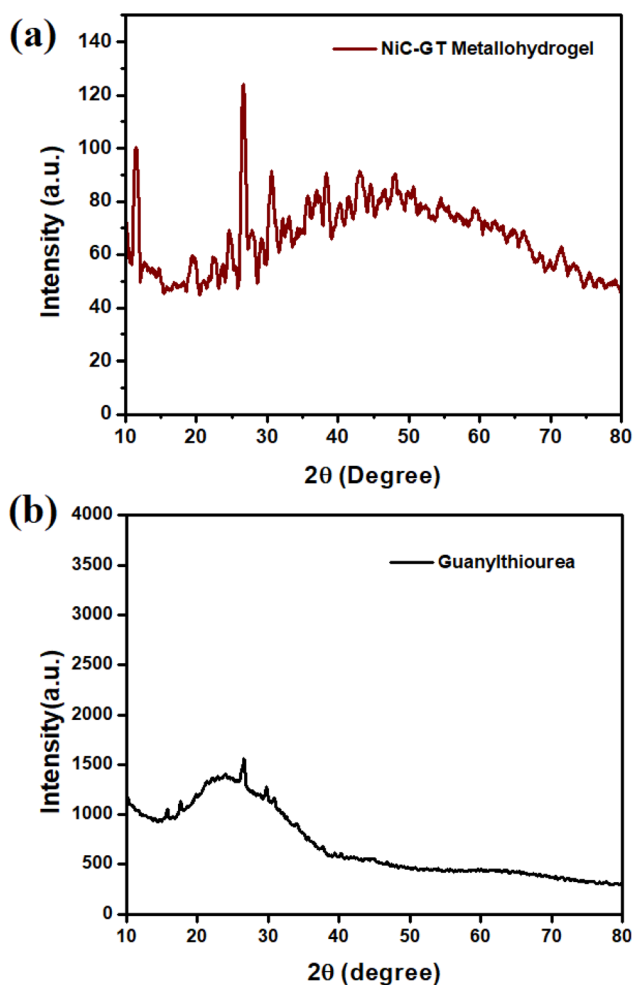 (a)
NiC-GT Metallohydrogel
140
120
100
80
60
40
20
0
Intensity (a.u.)
10 20 30 40 50 60 70 80
2θ (Degree)
(b)
Guanylthiourea
4000
3500
3000
2500
2000
1500
1000
500
0
Intensity(a.u.)
10 20 30 40 50 60 70 80
2θ (degree)